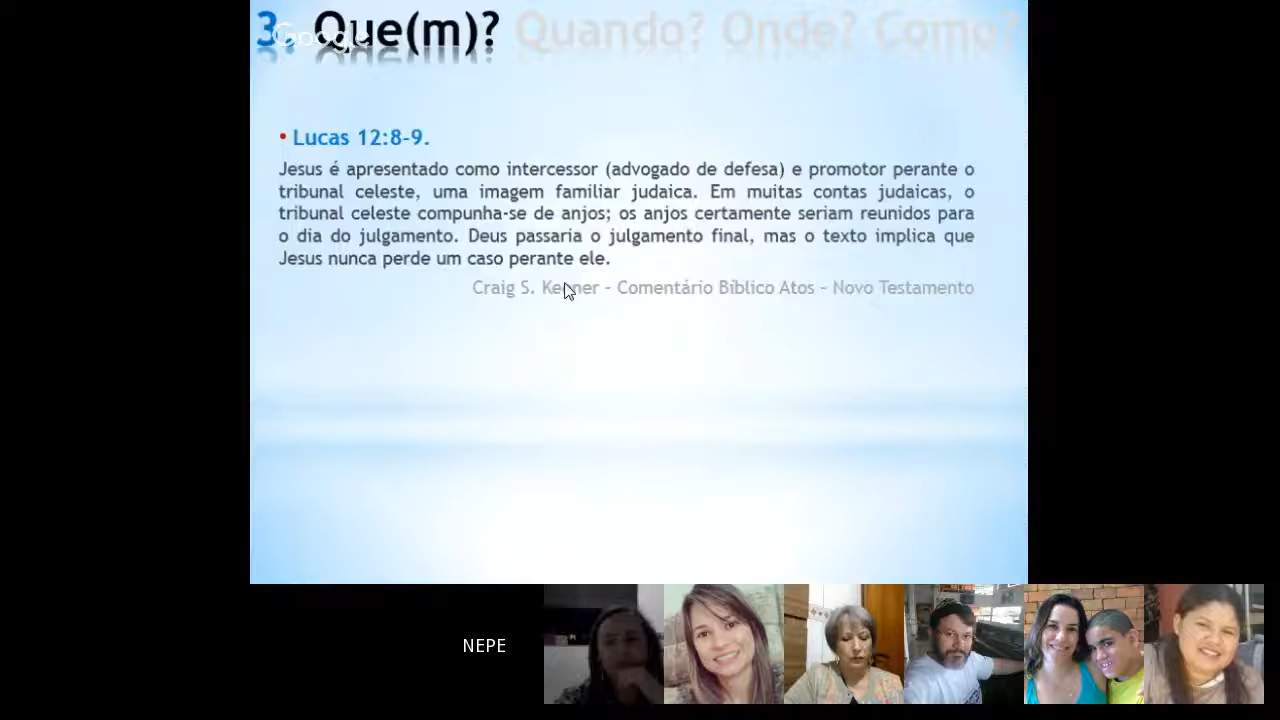 3. Que(m)? Quando? Onde? Como?
Google
• Lucas 12:8-9.
Jesus é apresentado como intercessor (advogado de defesa) e promotor perante o
tribunal celeste, uma imagem familiar judaica. Em muitas contas judaicas, o
tribunal celeste compunha-se de anjos; os anjos certamente seriam reunidos para
o dia do julgamento. Deus passaria o julgamento final, mas o texto implica que
Jesus nunca perde um caso perante ele.
Craig S. Keener - Comentário Bíblico Atos – Novo Testamento
NEPE